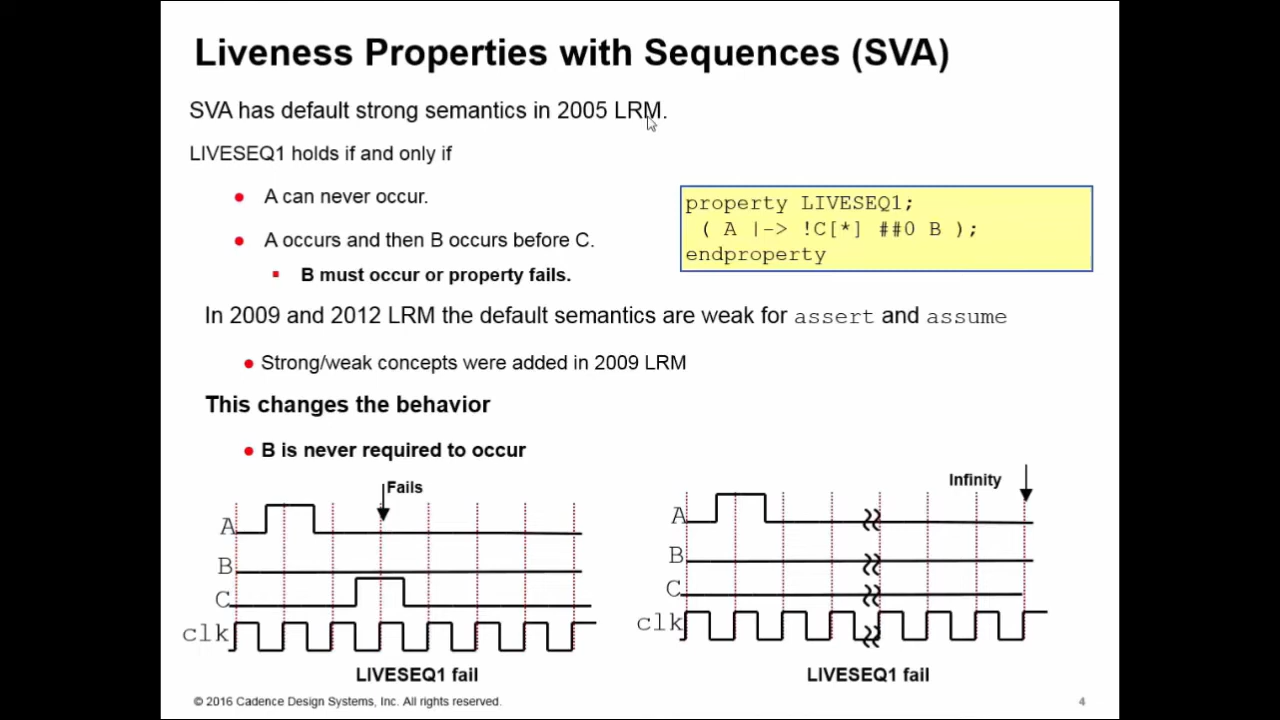 Liveness Properties with Sequences (SVA)
SVA has default strong semantics in 2005 LRM.
LIVESEQ1 holds if and only if
A can never occur.
A occurs and then B occurs before C.
B must occur or property fails.
property LIVESEQ1;
( A |-> !C[*] ##0 B );
endproperty
In 2009 and 2012 LRM the default semantics are weak for assert and assume
Strong/weak concepts were added in 2009 LRM
This changes the behavior
B is never required to occur
Fails
A
B
C
clk
LIVESEQ1 fail
Infinity
A
B
C
clk
LIVESEQ1 fail
© 2016 Cadence Design Systems, Inc. All rights reserved.
4